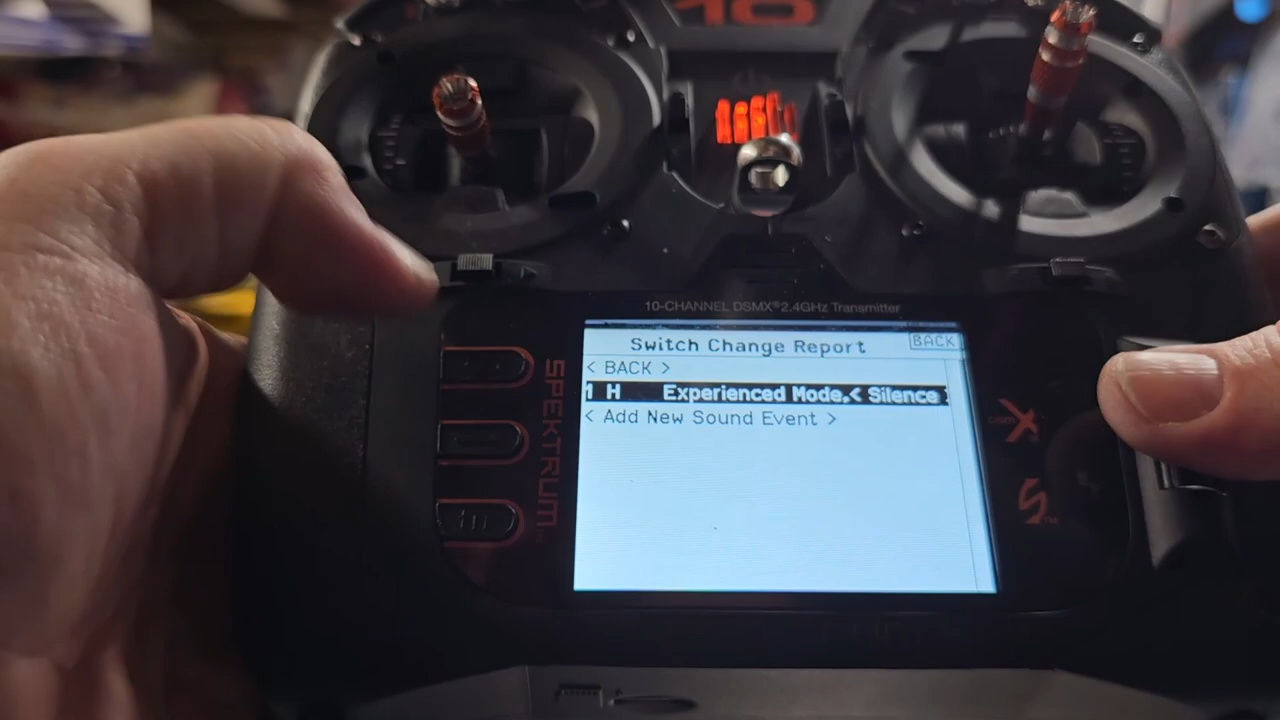 10
10-CHANNEL DSMX® 2.4GHz Transmitter
Switch Change Report
BACK
< BACK >
1 H Experienced Mode.< Silence
< Add New Sound Event >
SPEKTRUM